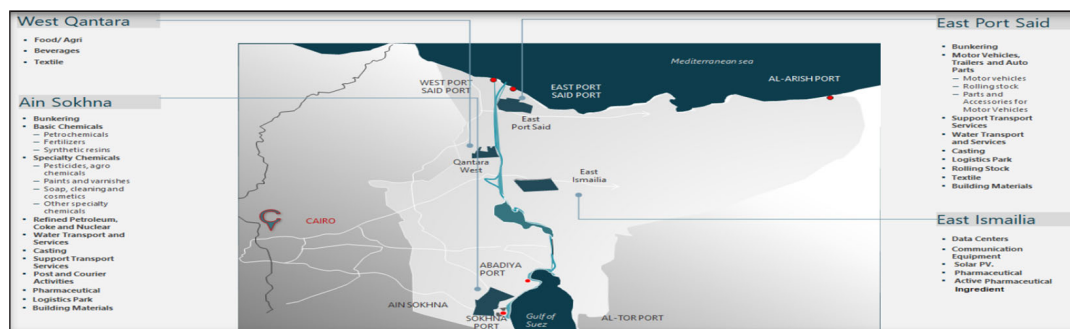 West Qantara
• Food/ Agri
• Beverages
• Textile
Ain Sokhna
• Bunkering
• Basic Chemicals
— Petrochemicals
— Fertilizers
— Synthetic resins
• Specialty Chemicals
— Pesticides, agro
chemicals
— Paints and varnishes
— Soap, cleaning and
cosmetics
— Other specialty
chemicals
• Refined Petroleum,
Coke and Nuclear
• Water Transport and
Services
• Casting
• Support Transport
Services
• Post and Courier
Activities
• Pharmaceutical
• Logistics Park
• Building Materials
Mediterranean sea
WEST PORT
SAID PORT
EAST PORT
SAID PORT
AL-ARISH PORT
East
Port Said
Qantara
West
East
Ismailia
CAIRO
ABADIYA
PORT
AIN SOKHNA
SOKHNA
PORT
Gulf of
Suez
AL-TOR PORT
East Port Said
• Bunkering
• Motor Vehicles,
Trailers and Auto
Parts
— Motor vehicles
— Rolling stock
— Parts and
Accessories for
Motor Vehicles
• Support Transport
Services
• Water Transport
and Services
• Casting
• Logistics Park
• Rolling Stock
• Textile
• Building Materials
East Ismailia
• Data Centers
• Communication
Equipment
• Solar PV.
• Pharmaceutical
• Active Pharmaceutical
Ingredient